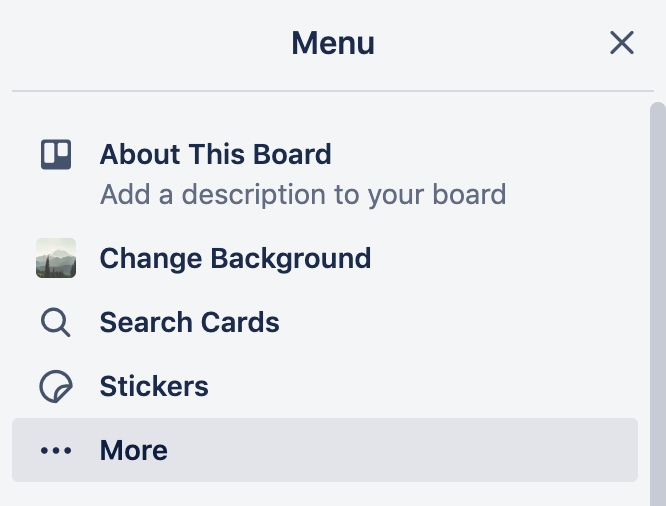 Menu
About This Board
Add a description to your board
Change Background
Search Cards
Stickers
More